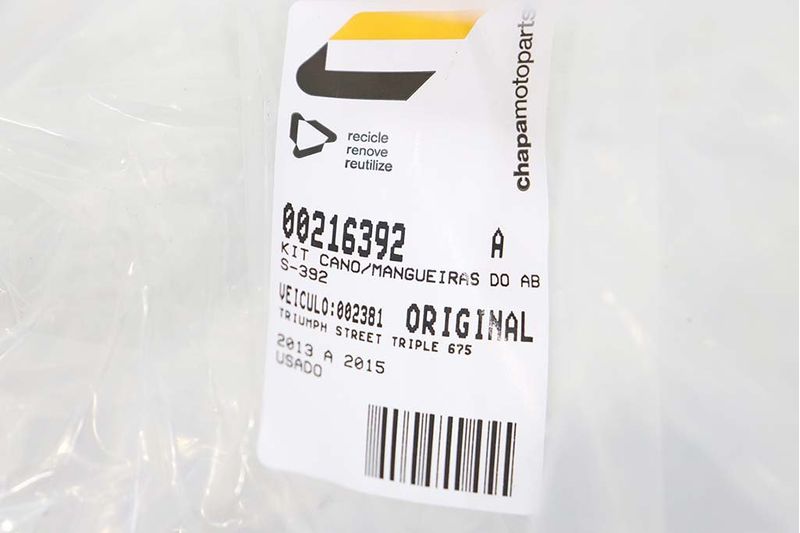 chapamotoparts
recicle
renove
reutilize
00216392 A
KIT CANO/MANGUEIRAS DO AB
S-392
VEICULO:002381 ORIGINAL
TRIUMPH STREET TRIPLE 675
2013 A 2015
USADO